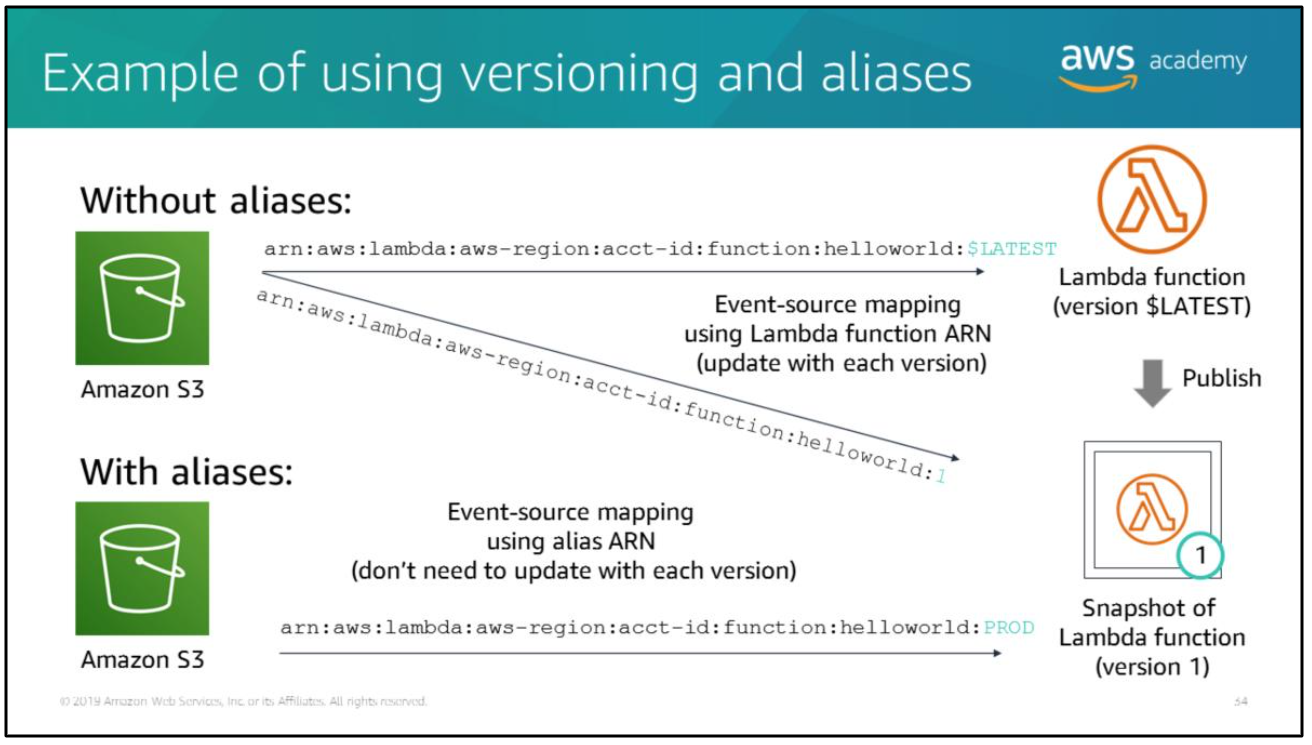 Example of using versioning and aliases
aws academy
Without aliases:
arn:aws:lambda:aws-region:acct-id:function:helloworld:$LATEST
Lambda function
(version $LATEST)
Event-source mapping
using Lambda function ARN
(update with each version)
arn:aws:lambda:aws-region:acct-id:function:helloworld:1
Amazon S3
Publish
With aliases:
Event-source mapping
using alias ARN
(don't need to update with each version)
1
arn:aws:lambda:aws-region:acct-id:function:helloworld:PROD
Amazon S3
Snapshot of
Lambda function
(version 1)
© 2019 Amazon Web Services, Inc. or its Affiliates. All rights reserved.
34